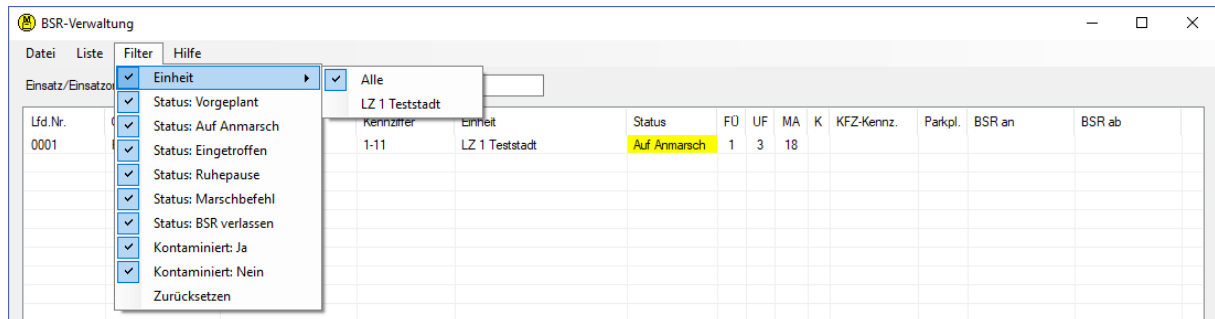 BSR-Verwaltung
Datei Liste Filter Hilfe
Einsatz/Einsatzo
Einheit
Status: Vorgeplant
Status: Auf Anmarsch
Status: Eingetroffen
Status: Ruhepause
Status: Marschbefehl
Status: BSR verlassen
Kontaminiert: Ja
Kontaminiert: Nein
Zurücksetzen
Alle
LZ 1 Teststadt
Lfd.Nr. Kennziffer Einheit Status FÜ UF MA K KFZ-Kennz. Parkpl. BSR an BSR ab
0001 1-11 LZ 1 Teststadt Auf Anmarsch 1 3 18